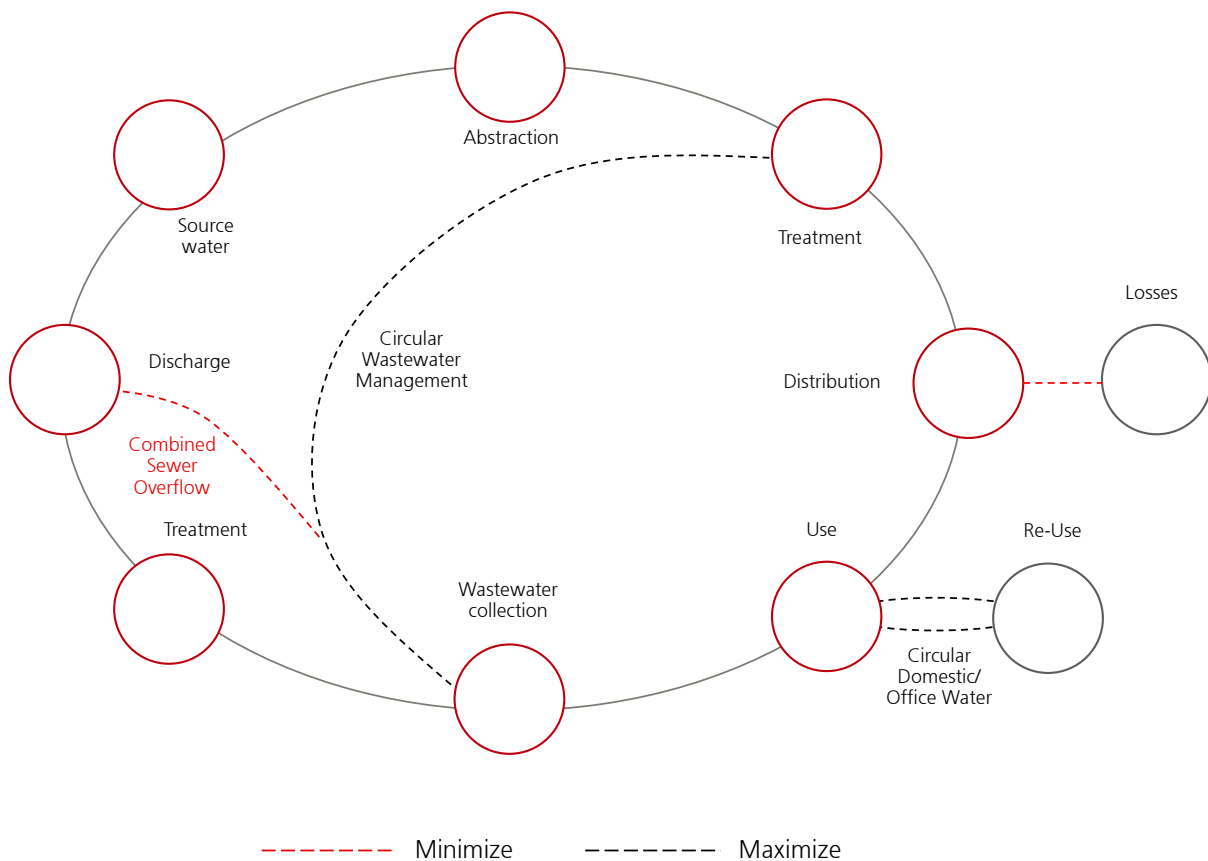 Abstraction
Source
water
Treatment
Losses
Circular
Wastewater
Management
Discharge
Distribution
Combined
Sewer
Overflow
Treatment
Use
Re-Use
Wastewater
collection
Circular
Domestic/
Office Water
Minimize
Maximize